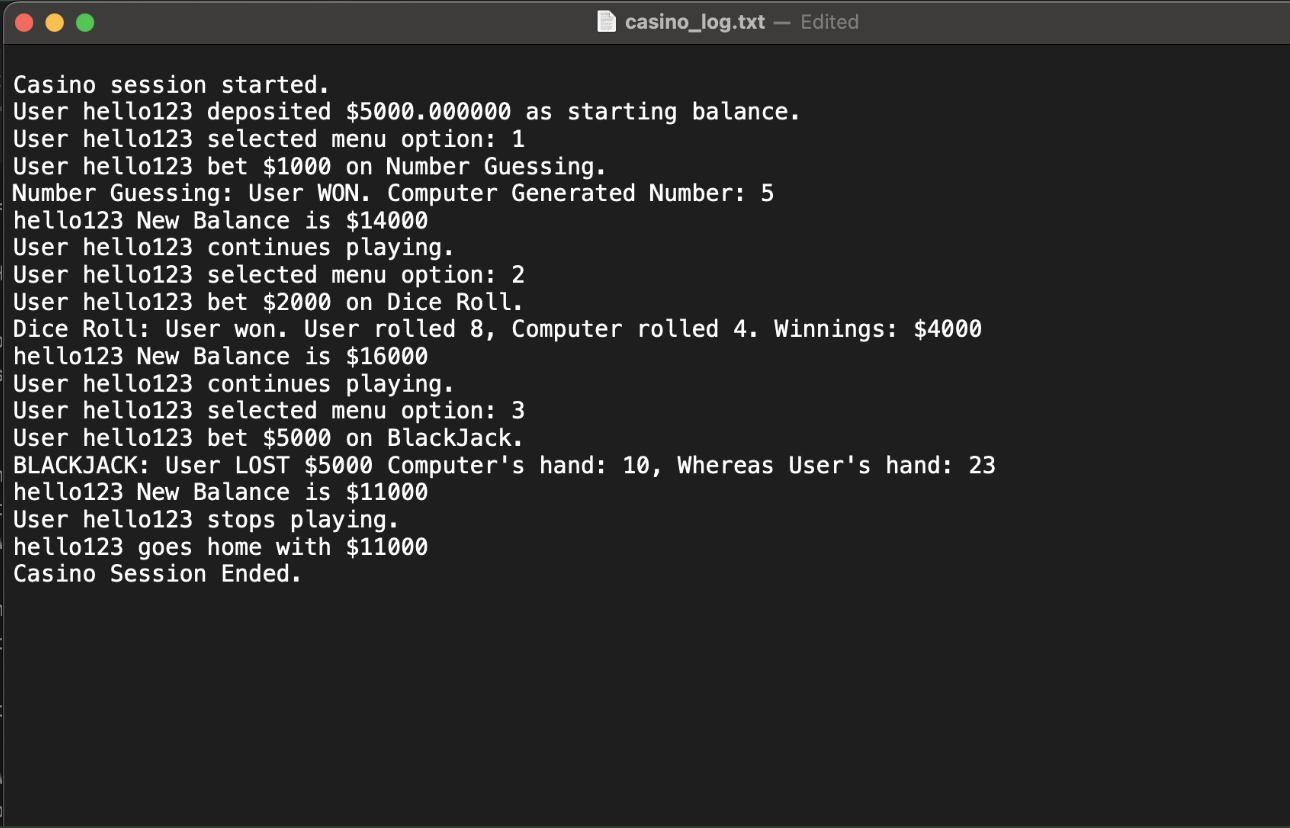 casino_log.txt — Edited
Casino session started.
User hello123 deposited $5000.000000 as starting balance.
User hello123 selected menu option: 1
User hello123 bet $1000 on Number Guessing.
Number Guessing: User WON. Computer Generated Number: 5
hello123 New Balance is $14000
User hello123 continues playing.
User hello123 selected menu option: 2
User hello123 bet $2000 on Dice Roll.
Dice Roll: User won. User rolled 8, Computer rolled 4. Winnings: $4000
hello123 New Balance is $16000
User hello123 continues playing.
User hello123 selected menu option: 3
User hello123 bet $5000 on BlackJack.
BLACKJACK: User LOST $5000 Computer's hand: 10, Whereas User's hand: 23
hello123 New Balance is $11000
User hello123 stops playing.
hello123 goes home with $11000
Casino Session Ended.